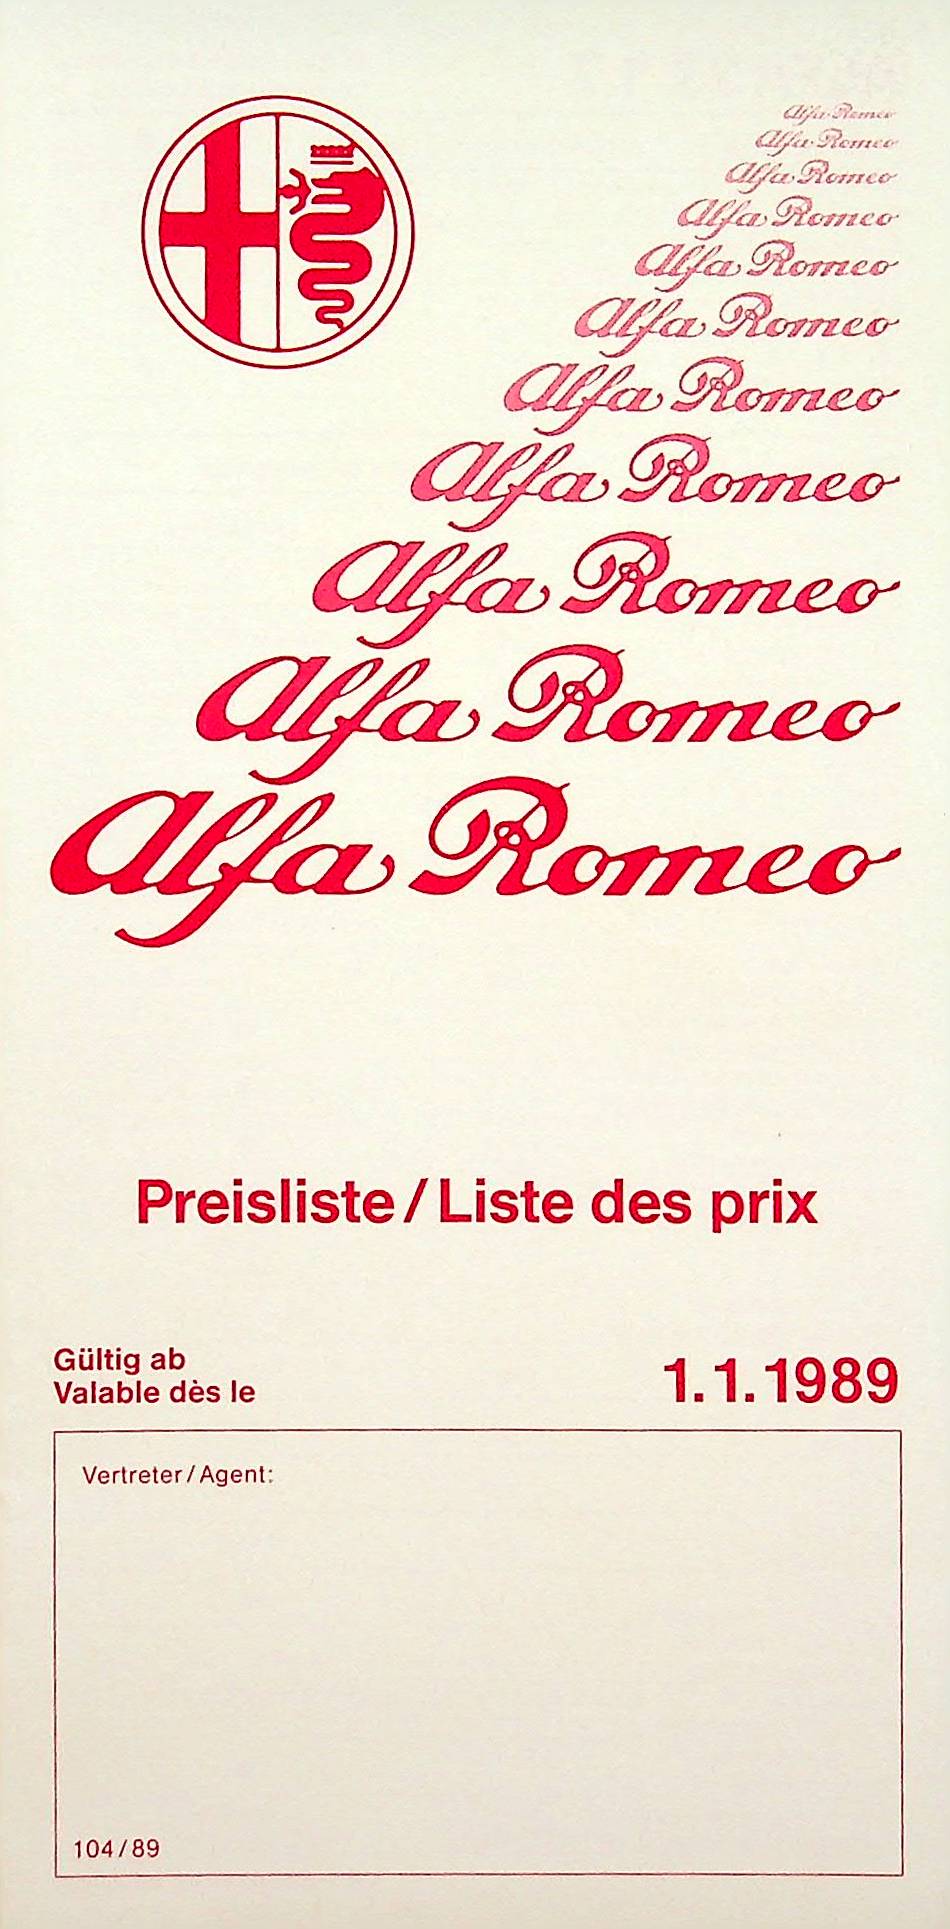 Alfa Romeo
Alfa Romeo
Alfa Romeo
Alfa Romeo
Alfa Romeo
Alfa Romeo
Alfa Romeo
Alfa Romeo
Alfa Romeo
Alfa Romeo
Alfa Romeo
Preisliste / Liste des prix
Gültig ab
Valable dès le
1.1.1989
Vertreter / Agent:
104 / 89